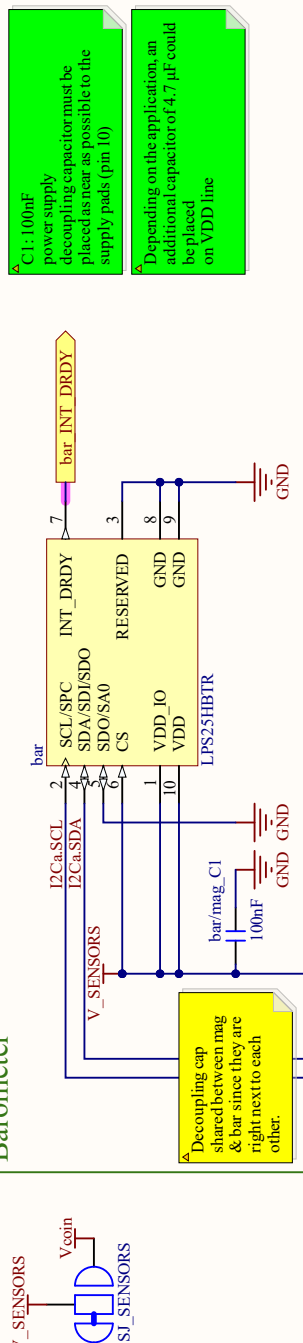 Barometer
V_SENSORS
Vcoin
SJ_SENSORS
Decoupling cap
shared between mag
& bar since they are
right next to each
other.
V_SENSORS
bar/mag_C1
100nF
GND
GND
I2Ca.SCL
I2Ca.SDA
bar
2
4
5
6
1
10
SCL/SPC
SDA/SDI/SDO
SDO/SA0
CS
VDD_IO
VDD
LPS25HBTR
INT_DRDY
RESERVED
GND
GND
7
3
8
9
bar_INT_DRDY
GND
C1: 100nF
power supply
decoupling capacitor must be
placed as near as possible to the
supply pads (pin 10)
Depending on the application, an
additional capacitor of 4.7 µF could
be placed
on VDD line